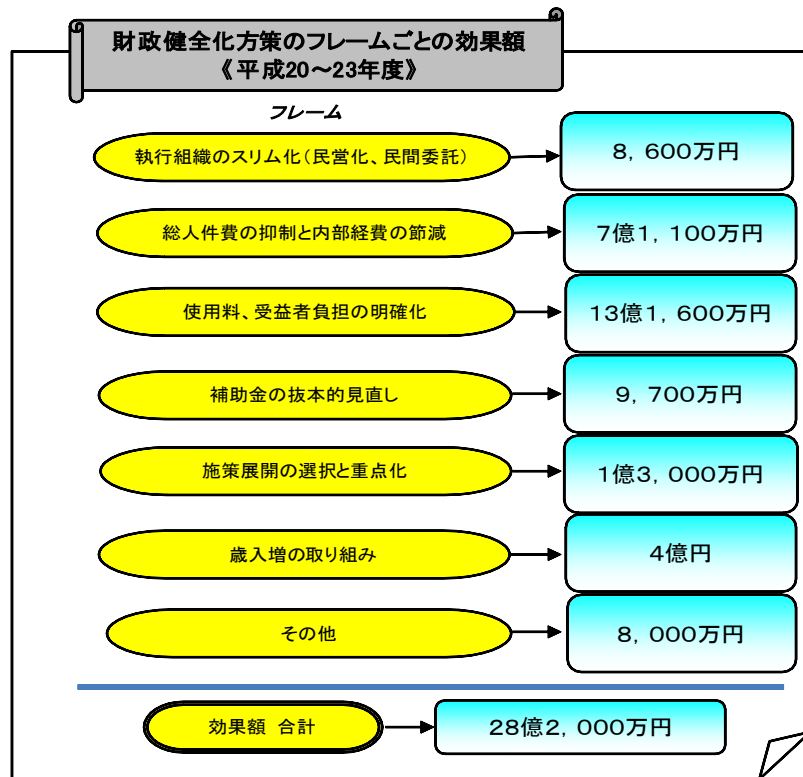 財政健全化方策のフレームごとの効果額
《平成20～23年度》
フレーム
執行組織のスリム化（民営化、民間委託）
8，600万円
総人件費の抑制と内部経費の節減
7億1，100万円
使用料、受益者負担の明確化
13億1，600万円
補助金の抜本的見直し
9，700万円
施策展開の選択と重点化
1億3，000万円
歳入増の取り組み
4億円
その他
8，000万円
効果額 合計
28億2，000万円